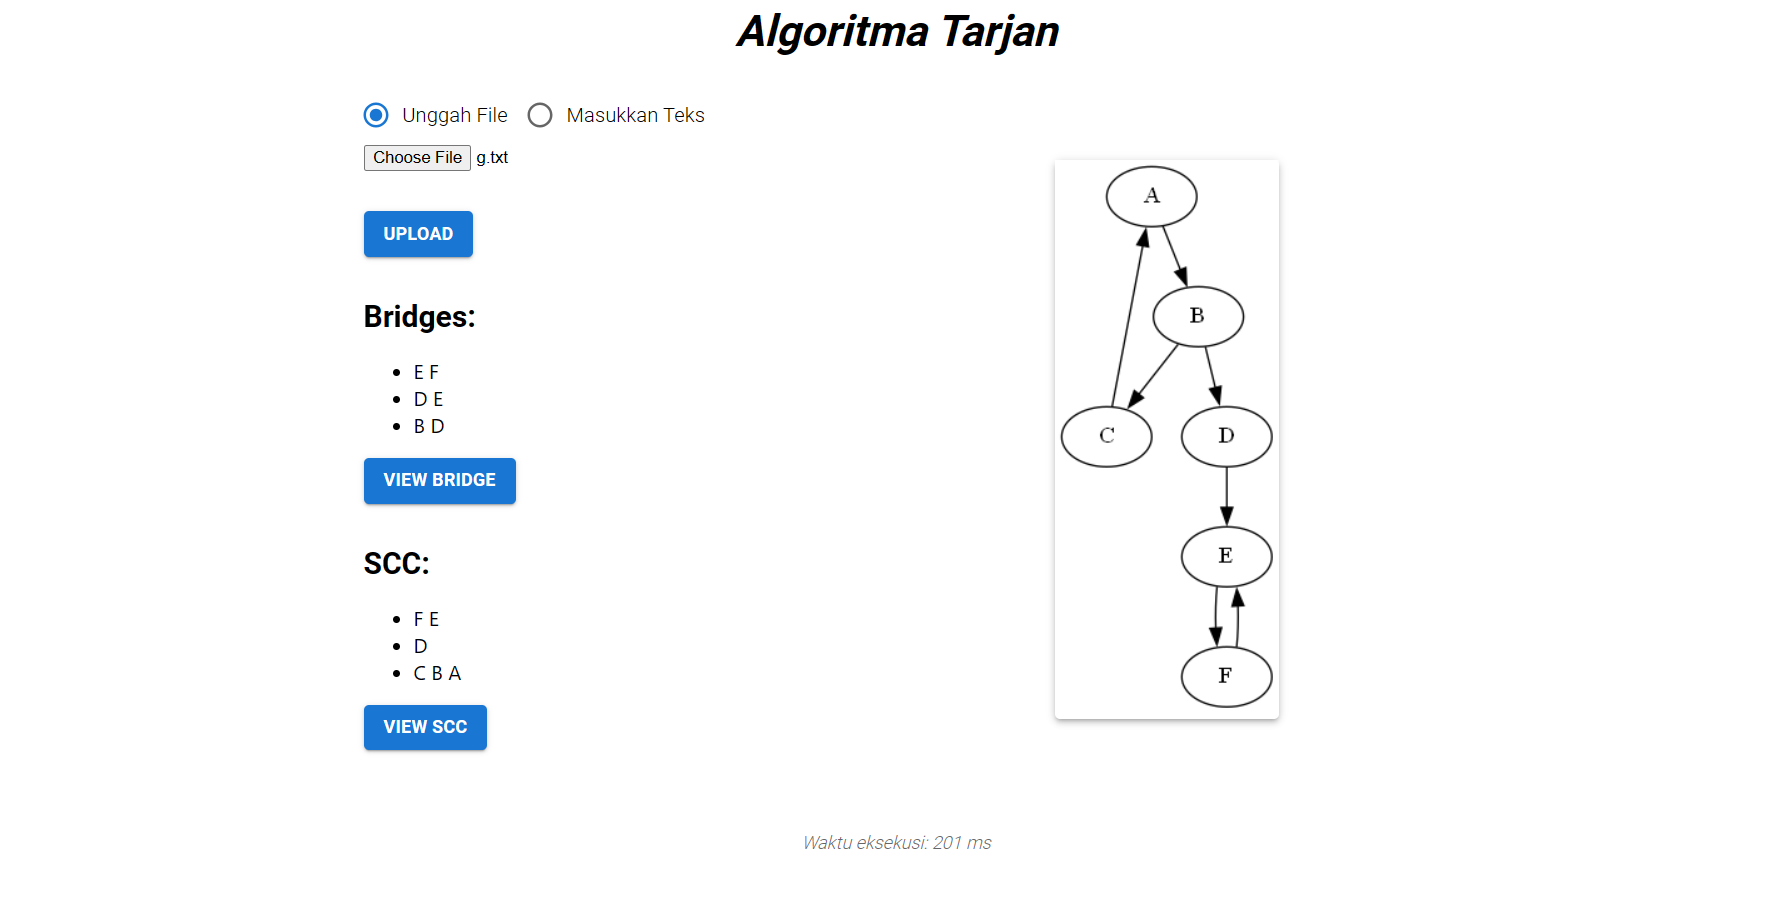 Algoritma Tarjan
Unggah File Masukkan Teks
Choose File g.txt
UPLOAD
Bridges:
E F
D E
B D
VIEW BRIDGE
SCC:
F E
D
C B A
VIEW SCC
A
B
C D
E
F
Waktu eksekusi: 201 ms